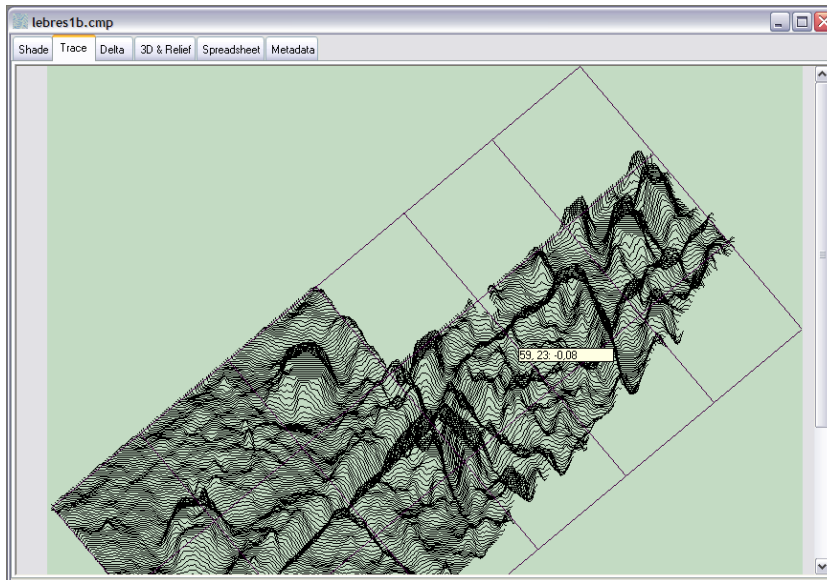 lebres1b.cmp
Shade Trace Delta 3D & Relief Spreadsheet Metadata
59, 23: -0,08